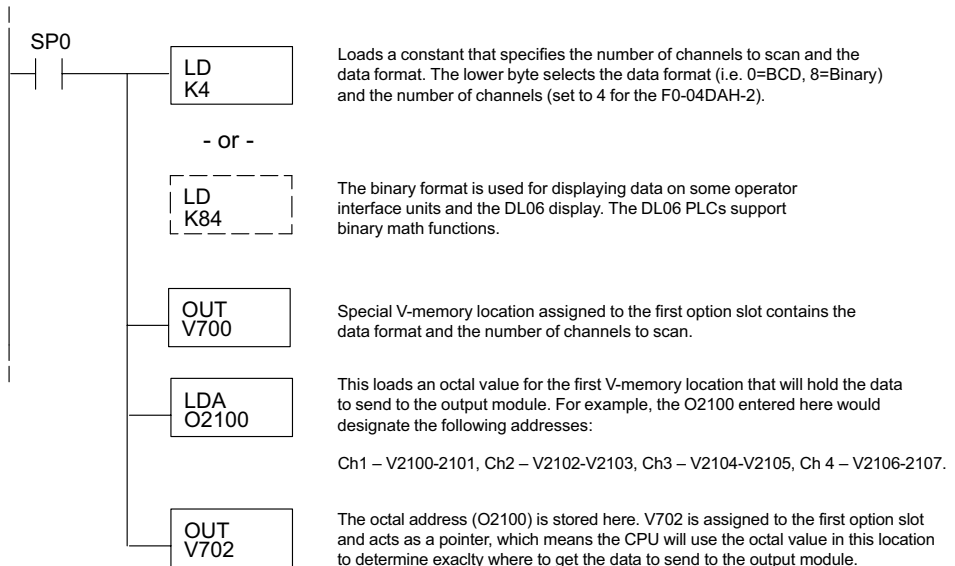 SP0
LD
K4
Loads a constant that specifies the number of channels to scan and the
data format. The lower byte selects the data format (i.e. 0=BCD, 8=Binary)
and the number of channels (set to 4 for the F0-04DAH-2).
- or -
LD
K84
The binary format is used for displaying data on some operator
interface units and the DL06 display. The DL06 PLCs support
binary math functions.
OUT
V700
Special V-memory location assigned to the first option slot contains the
data format and the number of channels to scan.
LDA
O2100
This loads an octal value for the first V-memory location that will hold the data
to send to the output module. For example, the O2100 entered here would
designate the following addresses:
Ch1 – V2100-2101, Ch2 – V2102-V2103, Ch3 – V2104-V2105, Ch 4 – V2106-2107.
OUT
V702
The octal address (O2100) is stored here. V702 is assigned to the first option slot
and acts as a pointer, which means the CPU will use the octal value in this location
to determine exaclty where to get the data to send to the output module.